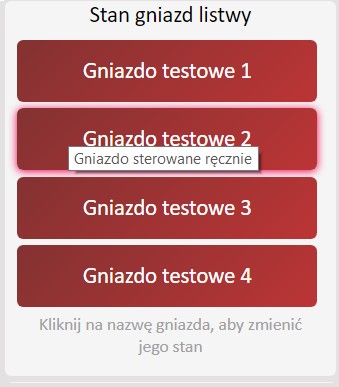 Stan gniazd listwy
Gniazdo testowe 1
Gniazdo testowe 2
Gniazdo sterowane ręcznie
Gniazdo testowe 3
Gniazdo testowe 4
Kliknij na nazwę gniazda, aby zmienić
jego stan